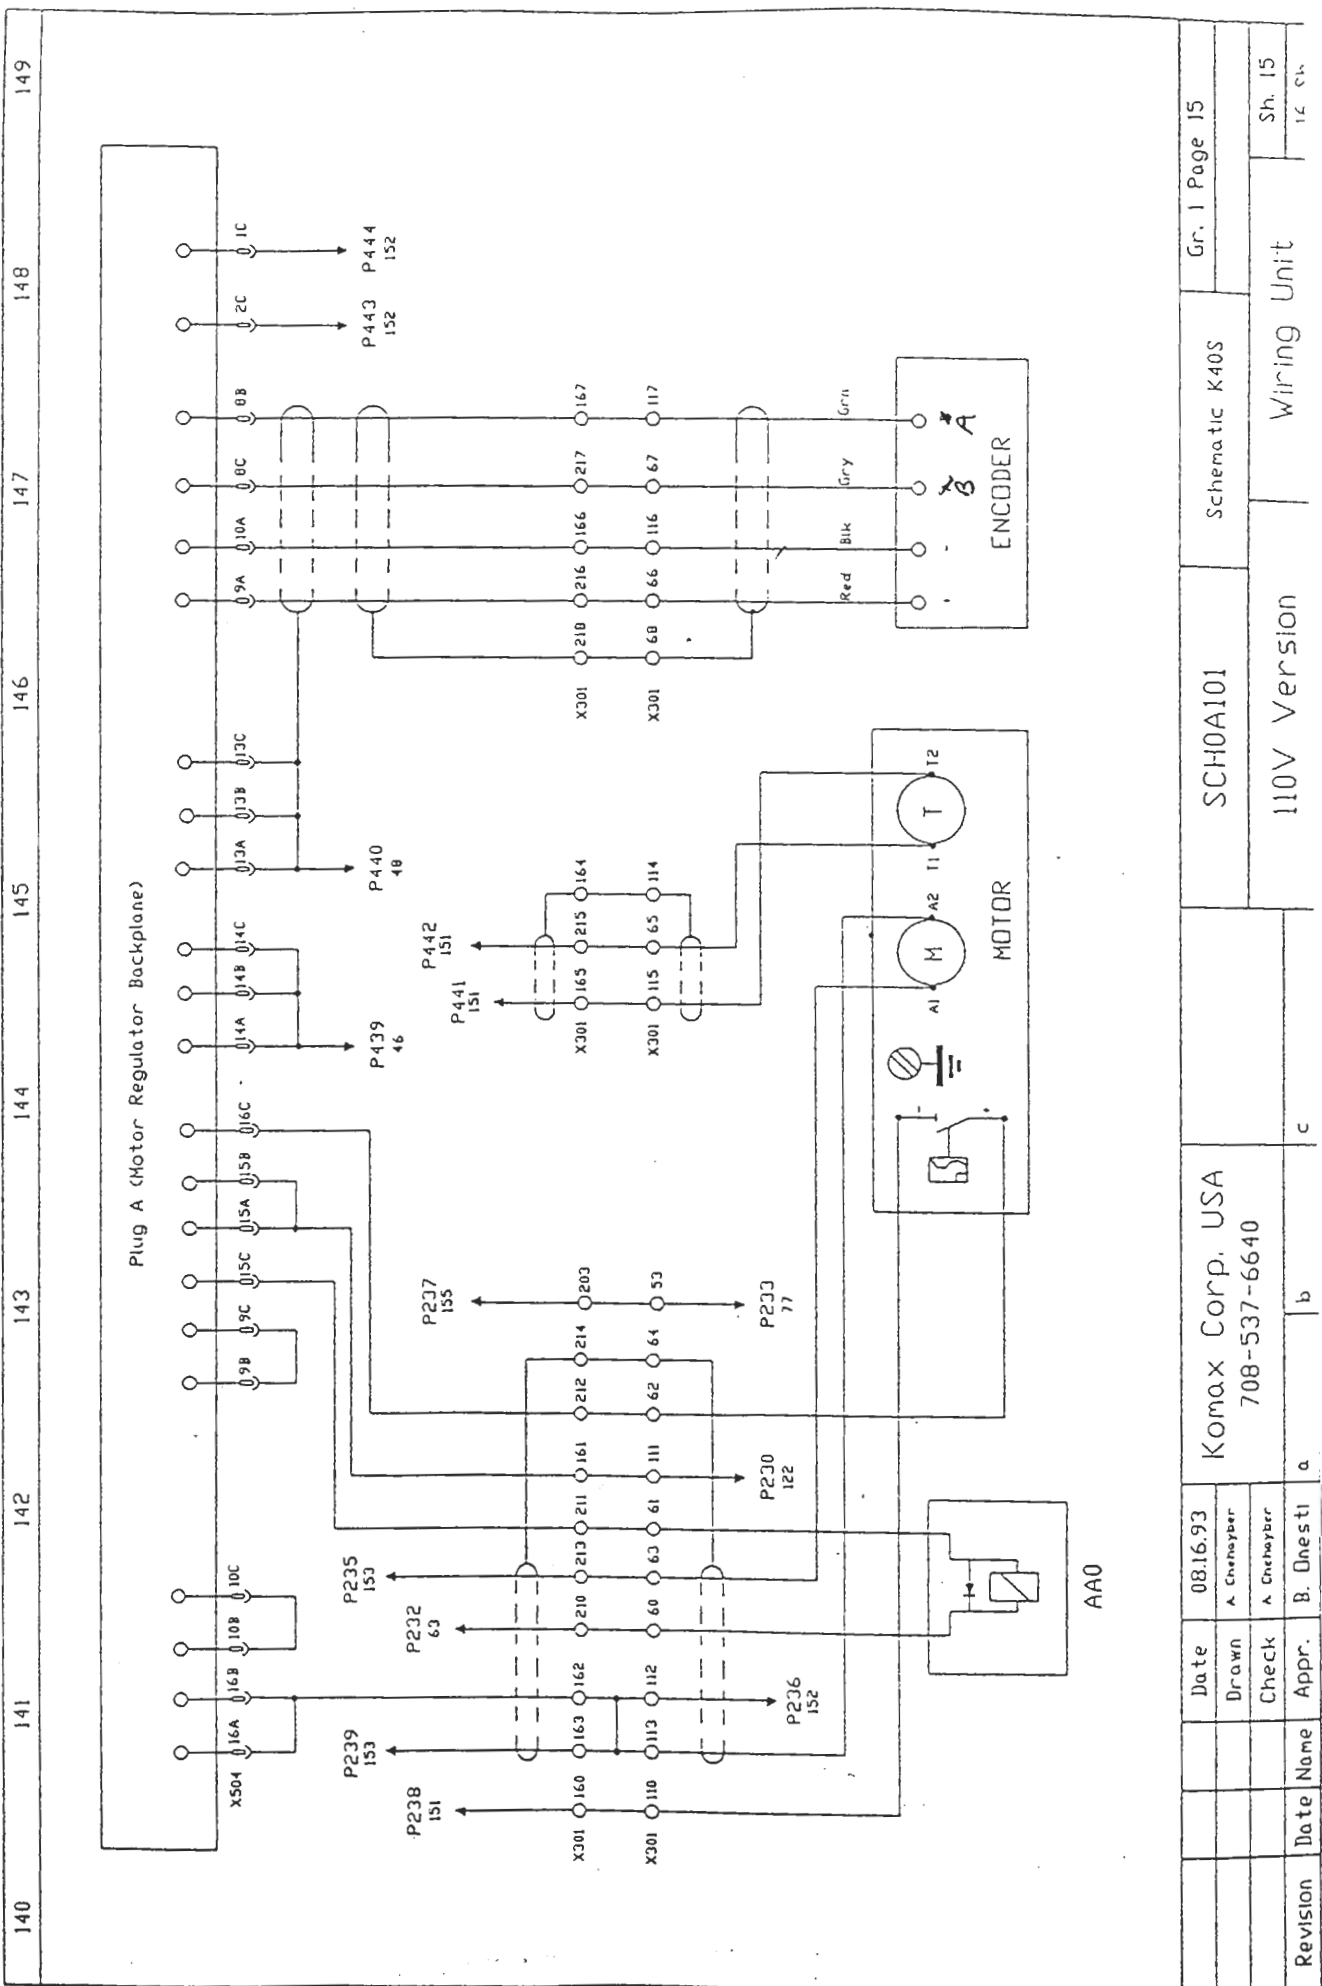 140 141 142 143 144 145 146 147 148 149
Plug A (Motor Regulator Backplane)
X504 16A 16B 10B 10C 9B 9C 15C 15A 15B 16C 14A 14B 14C 13A 13B 13C 9A 10A 8C 8B 2C 1C
P238
151
P239
153
P232
63
P235
153
P237
155
P439
46
P441
151
P442
151
P440
48
P443
152
P444
152
X301 160 163 162 210 213 211 161 212 214 203
X301 110 113 112 60 63 61 111 62 64 53
P236
152
P230
122
P233
77
X301 165 215 164
X301 115 65 114
X301 218 216 166 217 167
X301 68 66 116 67 117
Red Blk Gry Grn
A1 M A2 T1 T T2
MOTOR
- - B A
ENCODER
AA0
Date 08.16.93
Drawn A Chehayber
Check A Chehayber
Revision Date Name Appr. B. Onesti
Komax Corp. USA
708-537-6640
a b c
SCH0A101
Schematic K40S
Gr. 1 Page 15
110V Version
Wiring Unit
Sh. 15